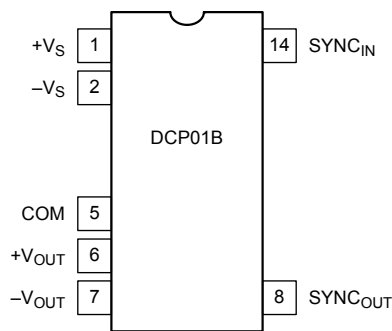 +VS 1 14 SYNCIN
–VS 2
DCP01B
COM 5
+VOUT 6
–VOUT 7 8 SYNCOUT